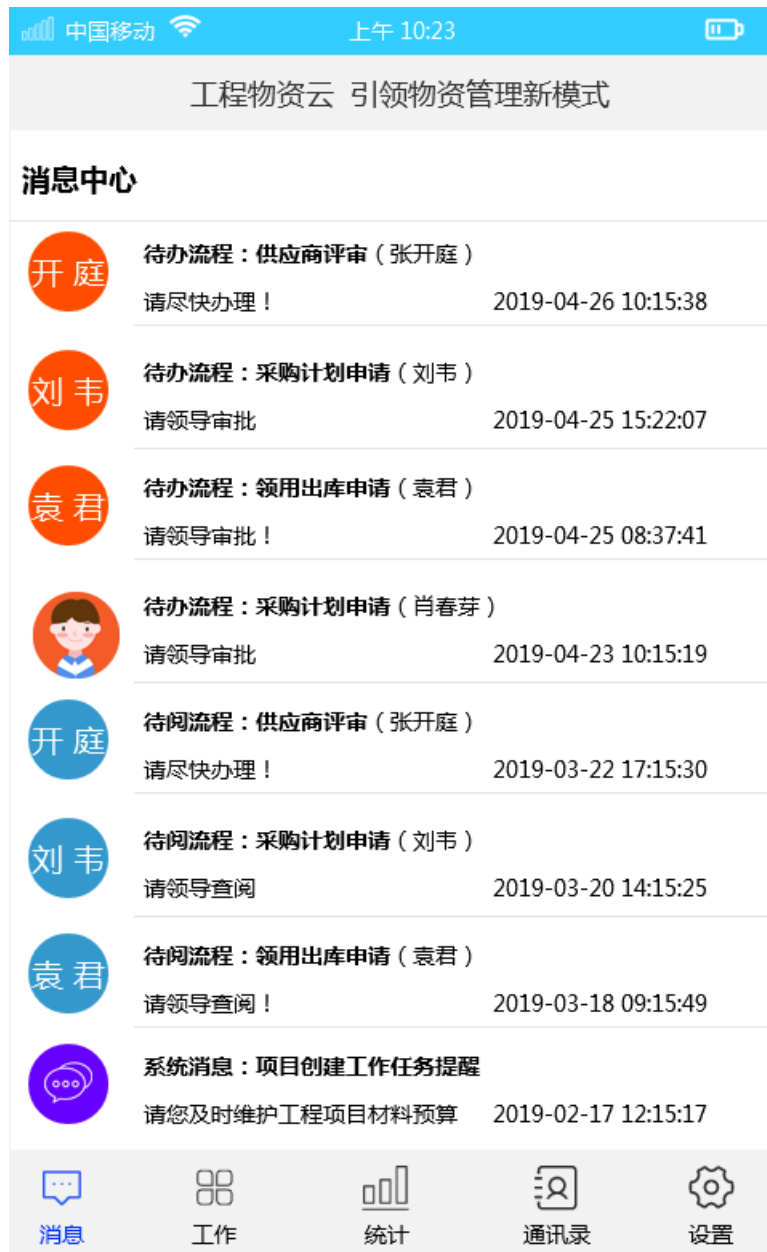 中国移动 上午 10:23
工程物资云 引领物资管理新模式
消息中心
开 庭
待办流程：供应商评审（张开庭）
请尽快办理！ 2019-04-26 10:15:38
刘 韦
待办流程：采购计划申请（刘韦）
请领导审批 2019-04-25 15:22:07
袁 君
待办流程：领用出库申请（袁君）
请领导审批！ 2019-04-25 08:37:41
待办流程：采购计划申请（肖春芽）
请领导审批 2019-04-23 10:15:19
开 庭
待阅流程：供应商评审（张开庭）
请尽快办理！ 2019-03-22 17:15:30
刘 韦
待阅流程：采购计划申请（刘韦）
请领导查阅 2019-03-20 14:15:25
袁 君
待阅流程：领用出库申请（袁君）
请领导查阅！ 2019-03-18 09:15:49
系统消息：项目创建工作任务提醒
请您及时维护工程项目材料预算 2019-02-17 12:15:17
消息 工作 统计 通讯录 设置